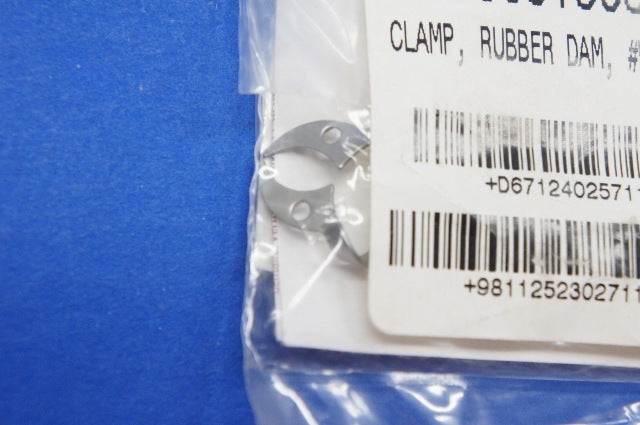 CLAMP, RUBBER DAM, #
+D6712402571
+9811252302711